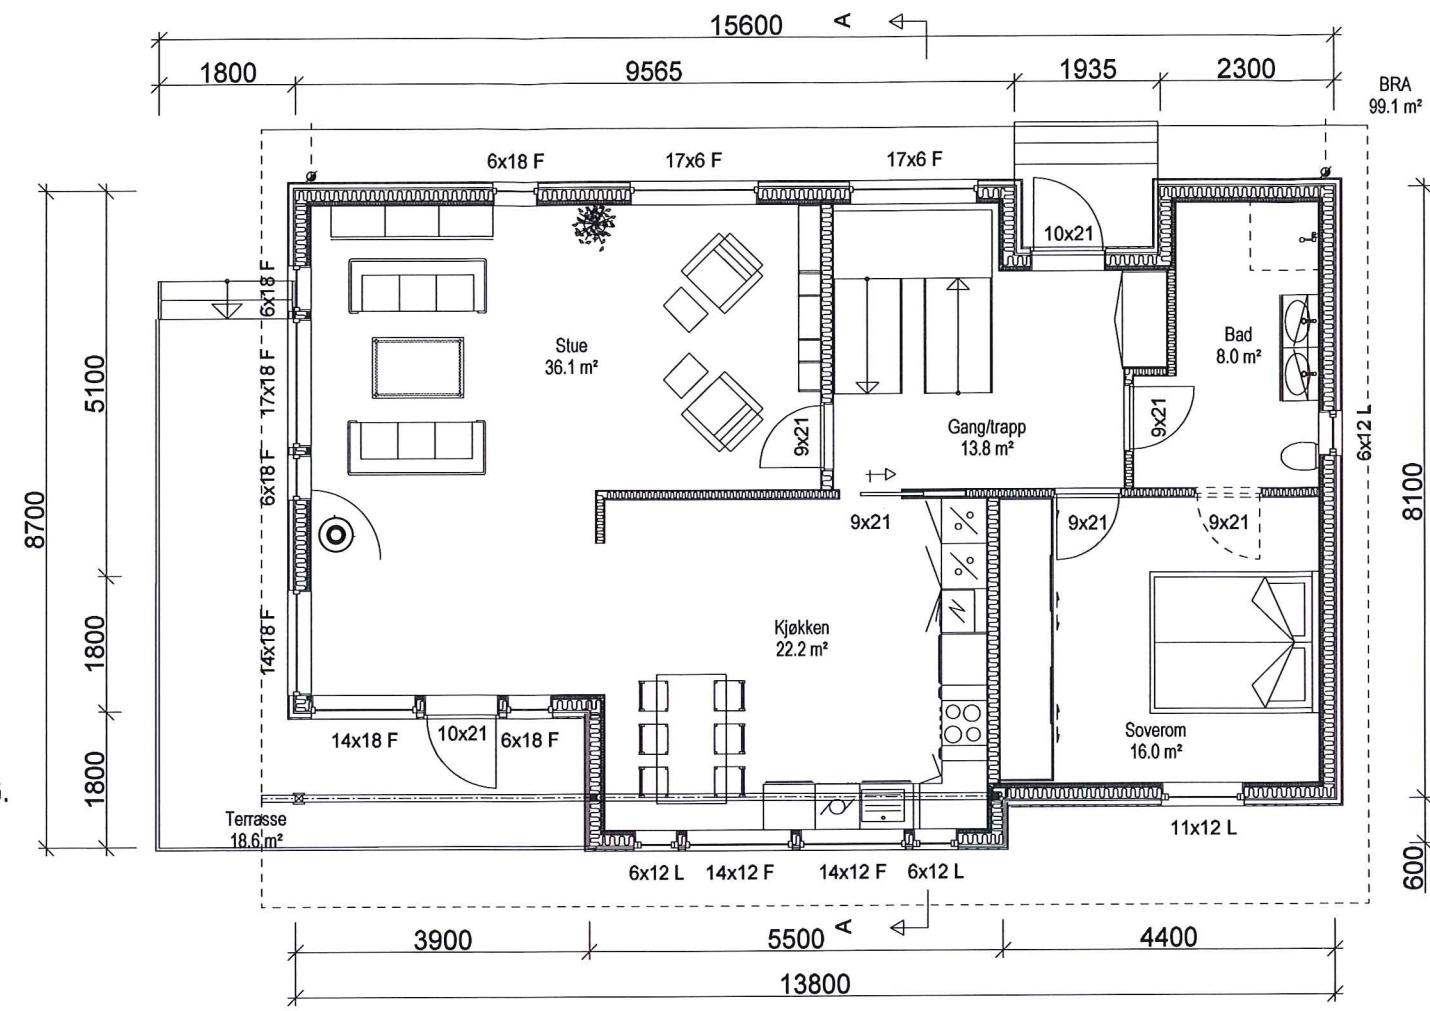 15600
A
1800
9565
1935
2300
BRA
99.1 m²
6x18 F
17x6 F
17x6 F
10x21
6x18 F
17x18 F
6x18 F
14x18 F
Stue
36.1 m²
Bad
8.0 m²
Gang/trapp
13.8 m²
9x21
9x21
6x12 L
9x21
9x21
9x21
5100
8700
1800
1800
8100
600
Kjøkken
22.2 m²
Soverom
16.0 m²
14x18 F
10x21
6x18 F
Terrasse
18.6 m²
11x12 L
6x12 L
14x12 F
14x12 F
6x12 L
A
3900
5500
4400
13800